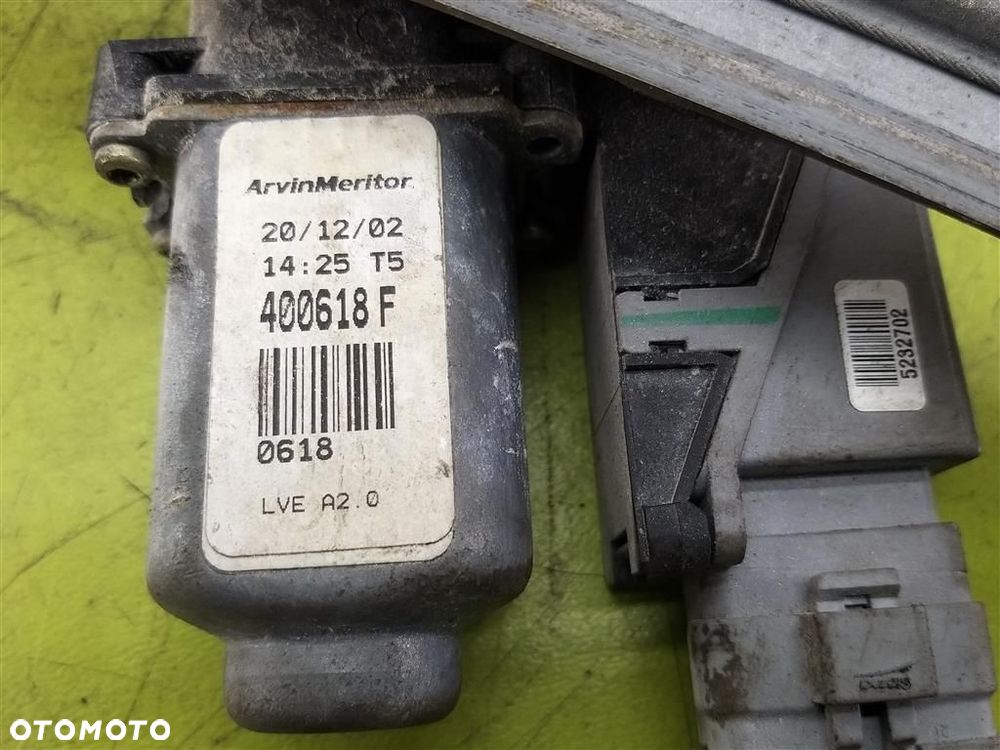 ArvinMeritor
20/12/02
14:25 T5
400618 F
0618
LVE A2.0
5232702
OTOMOTO